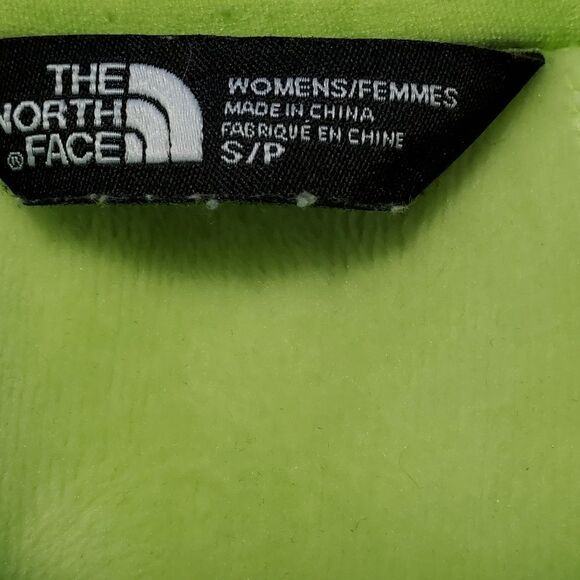 THE
NORTH
FACE®
WOMENS/FEMMES
MADE IN CHINA
FABRIQUE EN CHINE
S/P